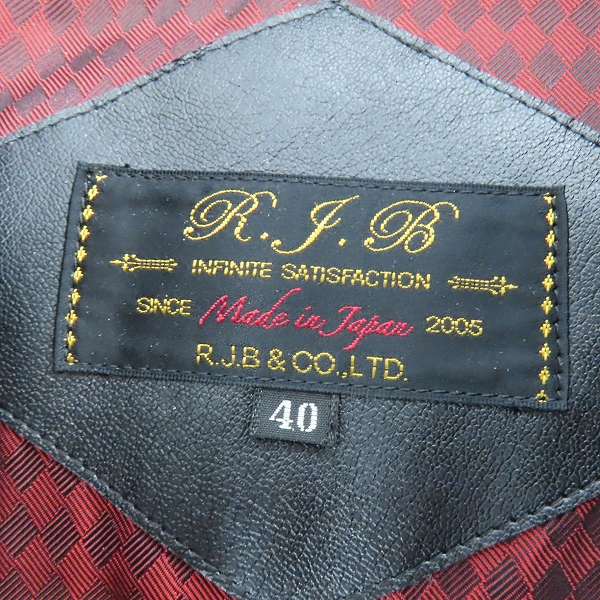 R.J.B
INFINITE SATISFACTION
SINCE Made in Japan 2005
R.J.B & CO.,LTD.
40